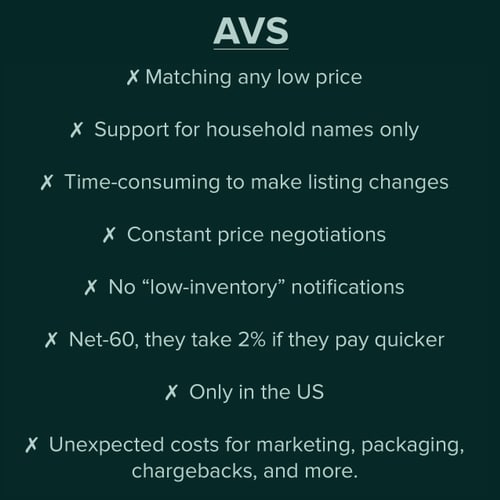 AVS
✗ Matching any low price
✗ Support for household names only
✗ Time-consuming to make listing changes
✗ Constant price negotiations
✗ No “low-inventory” notifications
✗ Net-60, they take 2% if they pay quicker
✗ Only in the US
✗ Unexpected costs for marketing, packaging,
chargebacks, and more.